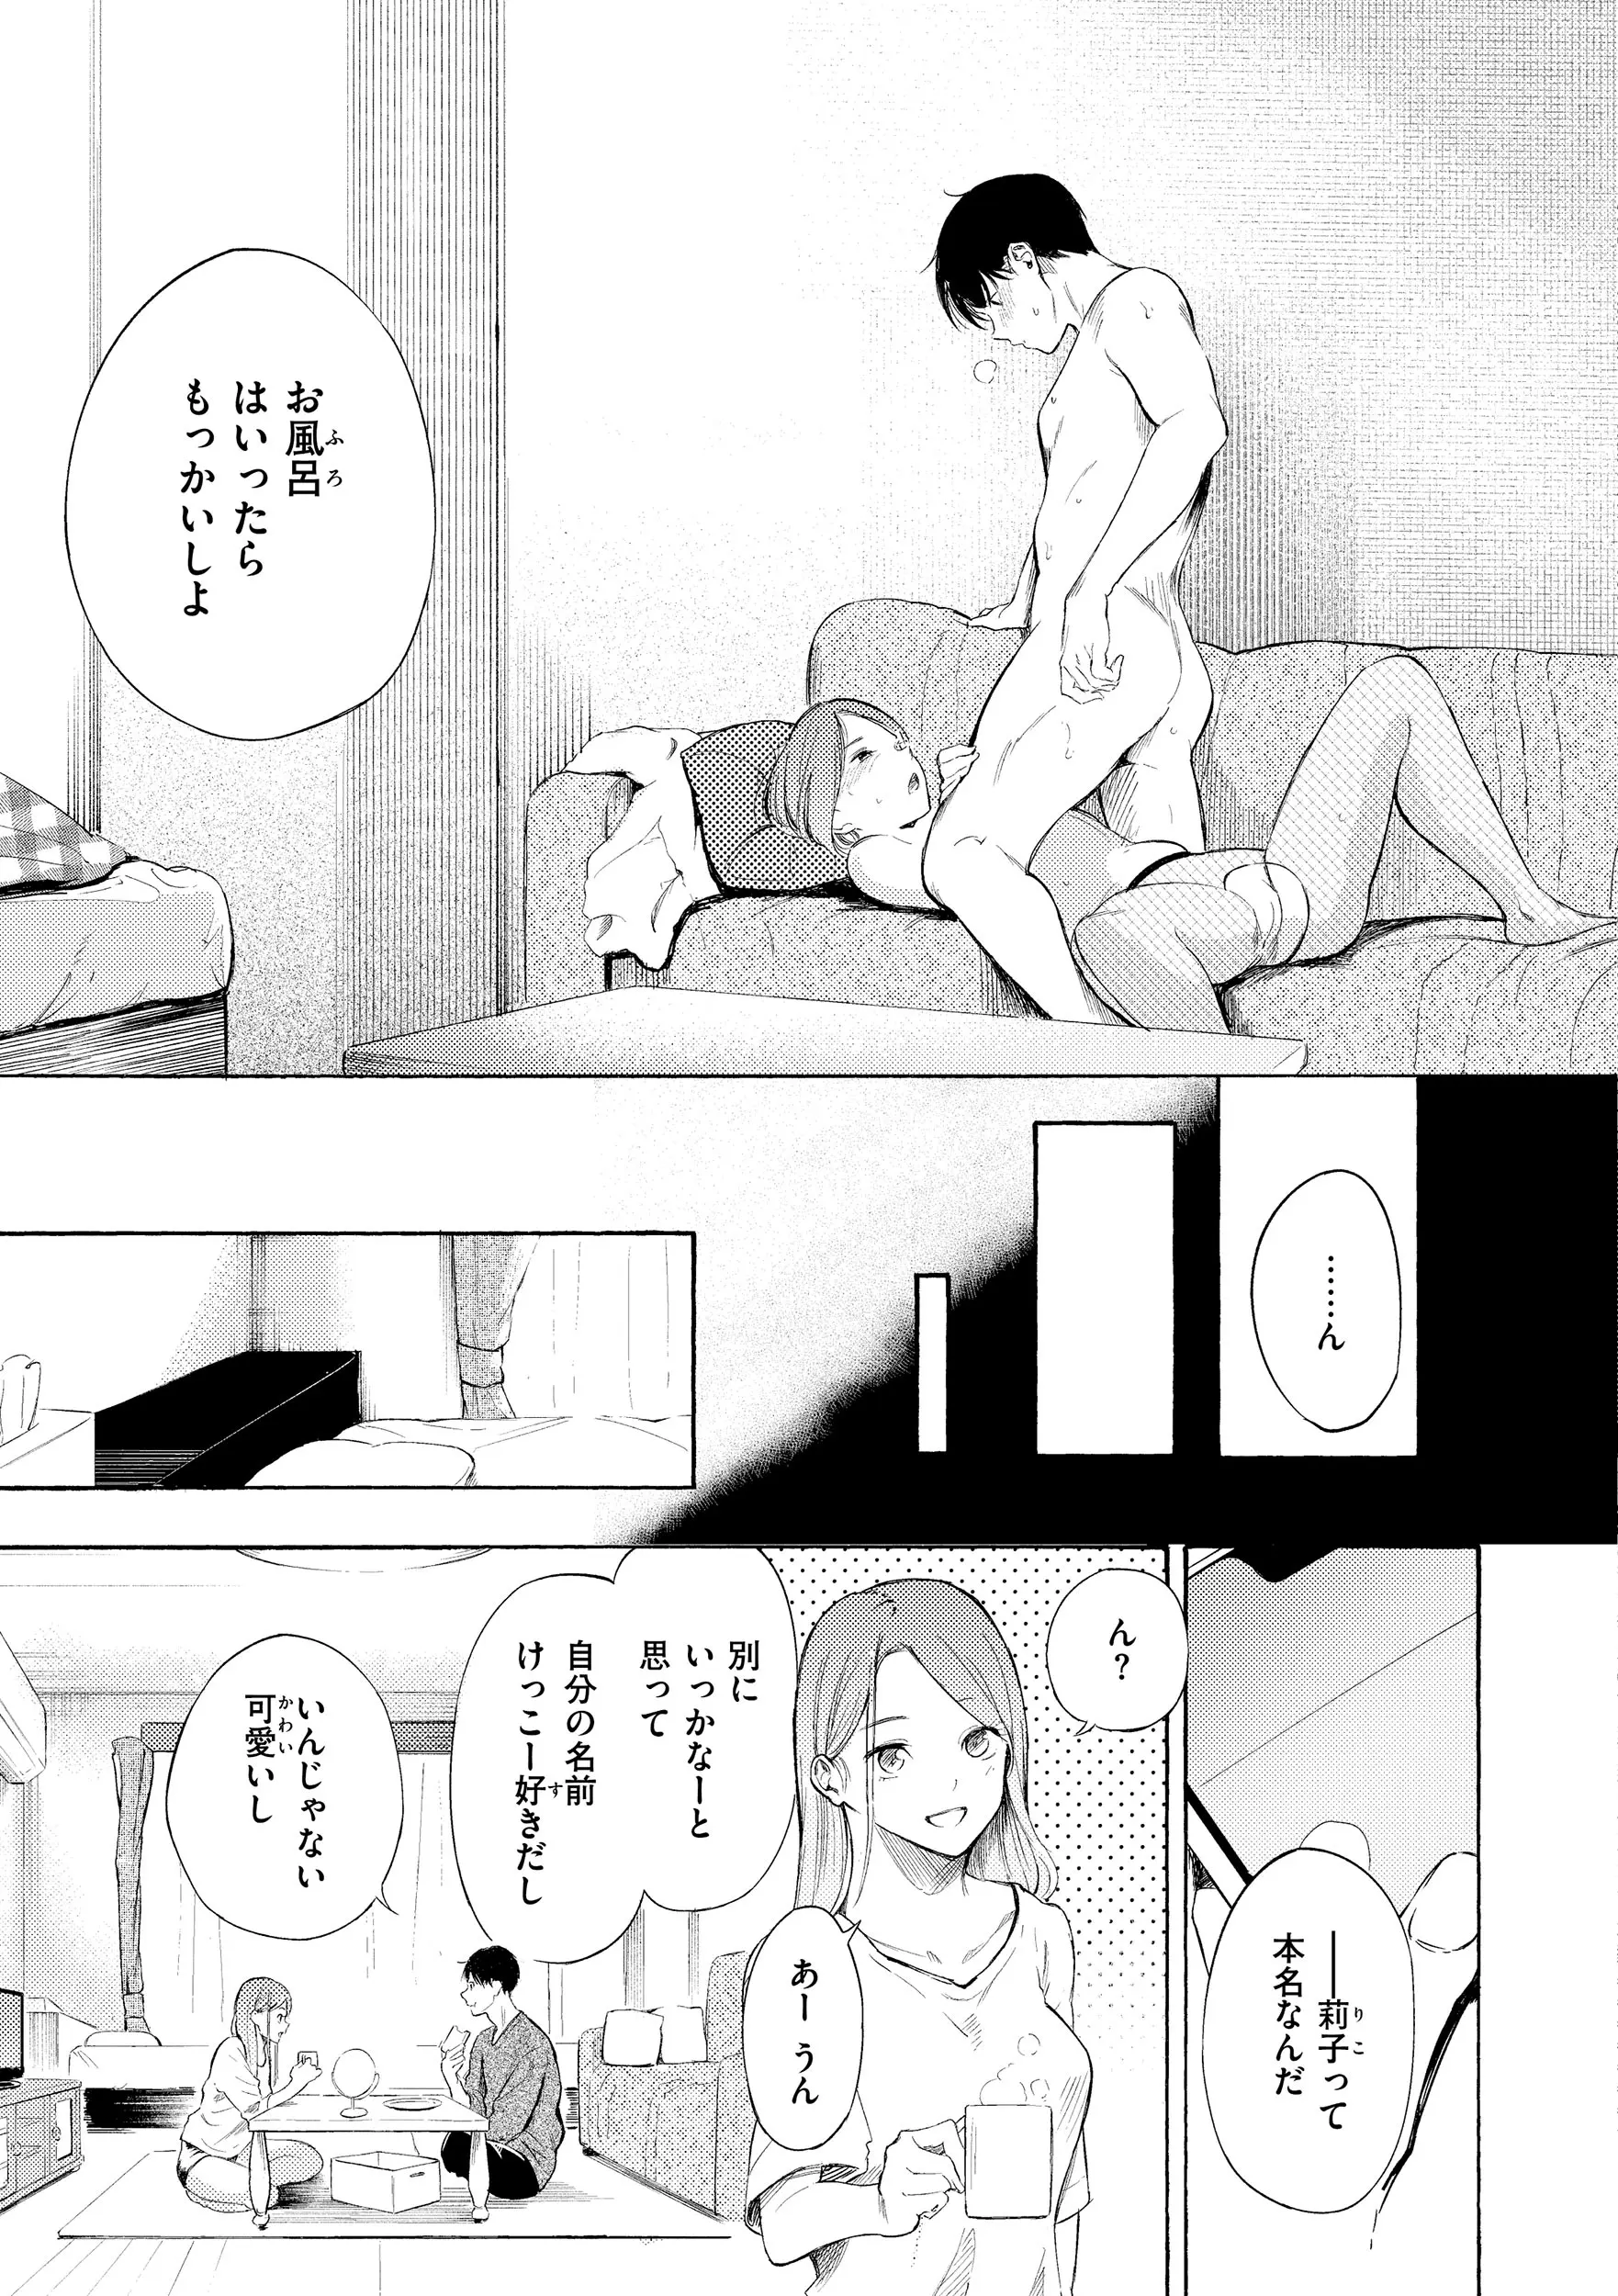 お風呂
はいったら
もっかいしよ
………ん
――莉子って
本名なんだ
ん？
あー うん
別に
いっかなーと
思って
自分の名前
けっこー好きだし
いんじゃない
可愛いし